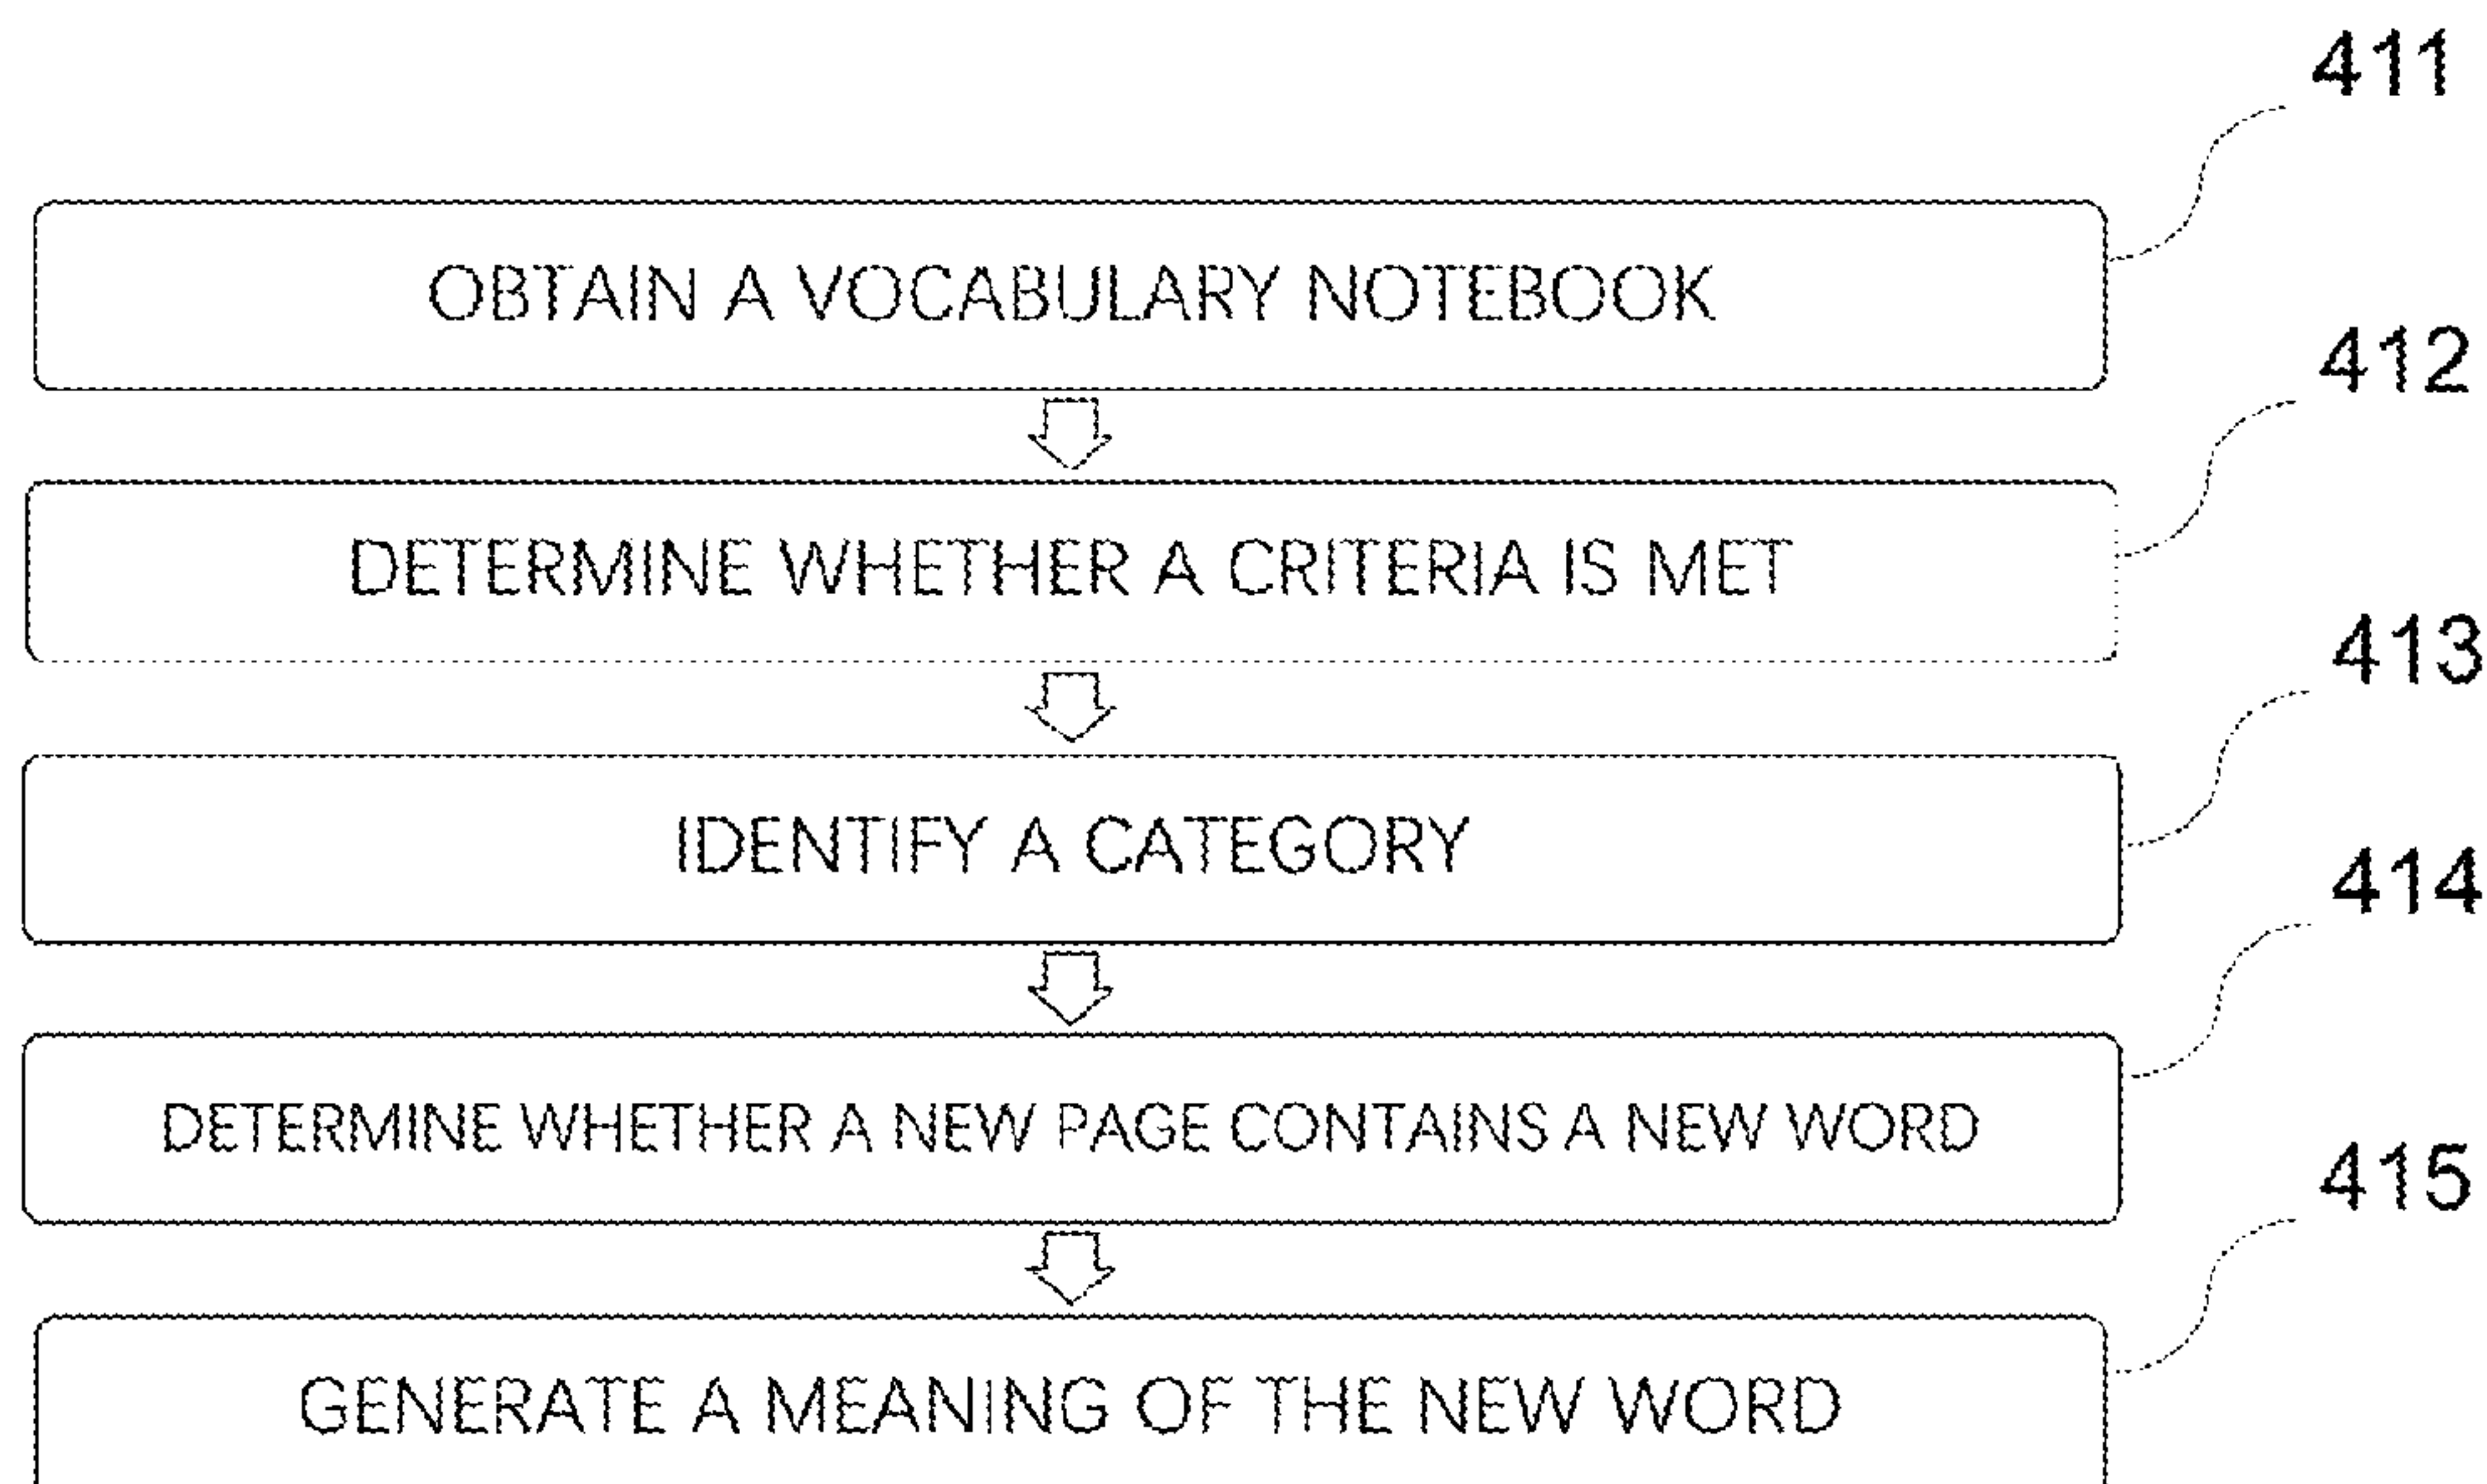 411
OBTAIN A VOCABULARY NOTEBOOK
412
DETERMINE WHETHER A CRITERIA IS MET
413
IDENTIFY A CATEGORY
414
DETERMINE WHETHER A NEW PAGE CONTAINS A NEW WORD
415
GENERATE A MEANING OF THE NEW WORD